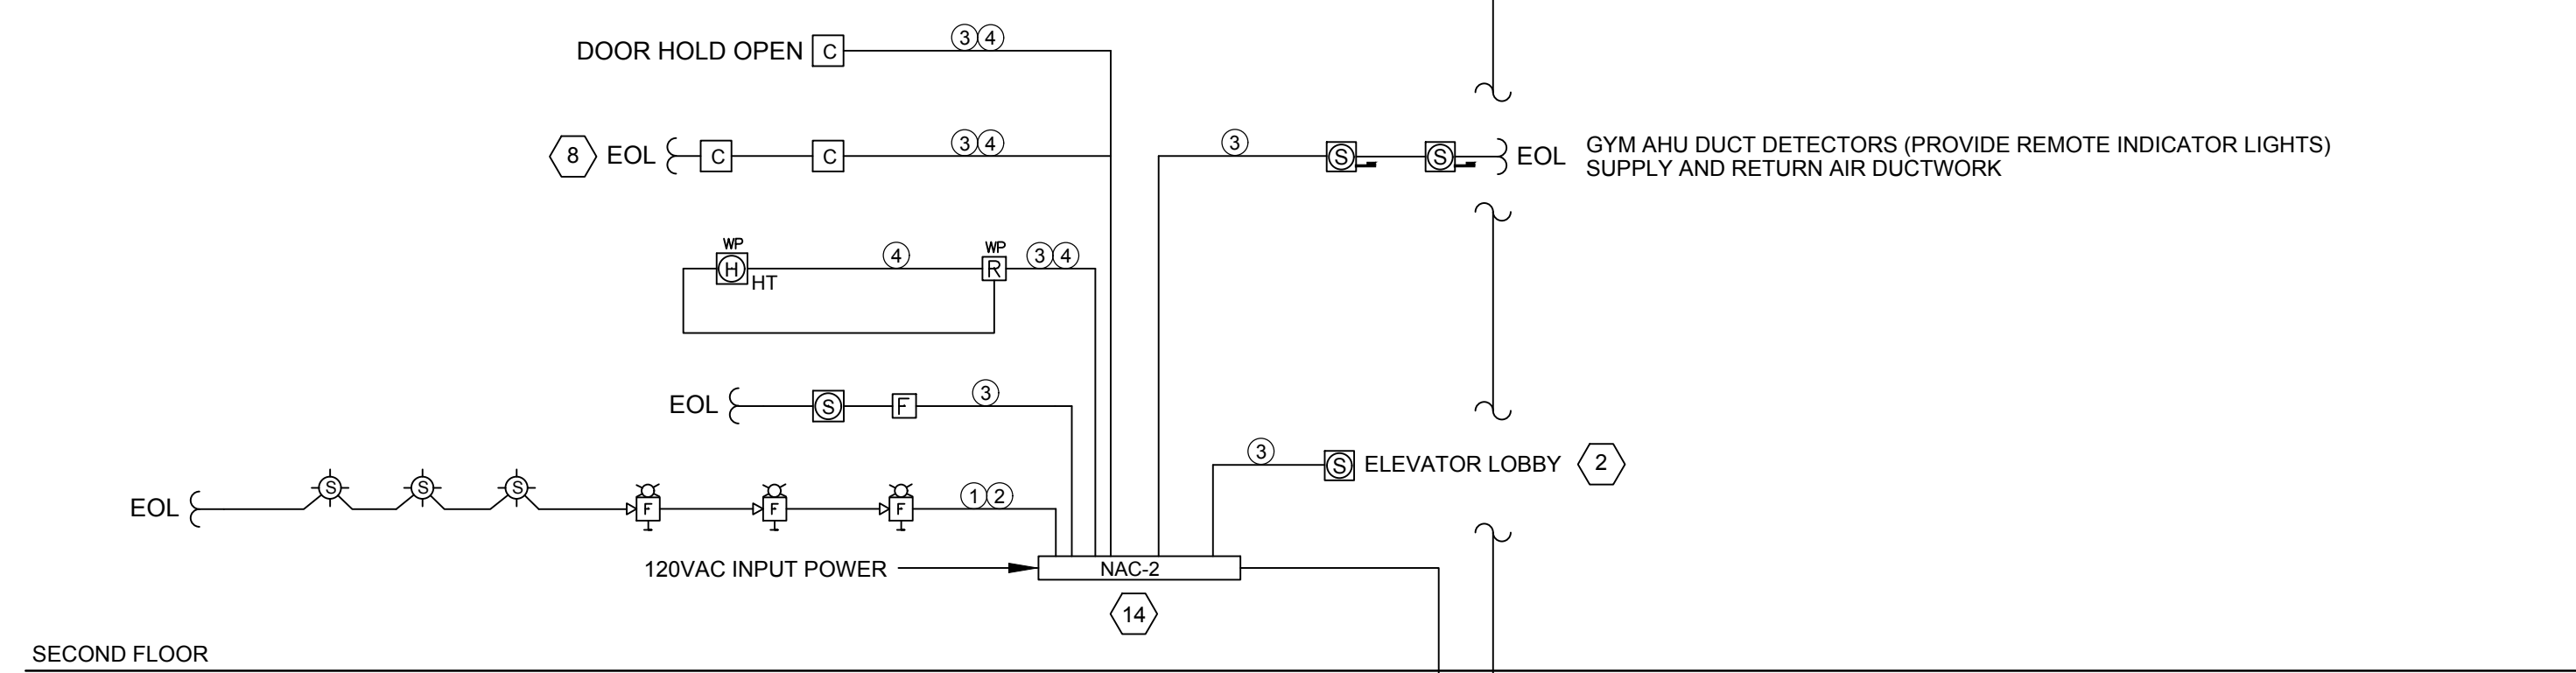 DOOR HOLD OPEN C 3 4
8 EOL C C 3 4
3 S S EOL GYM AHU DUCT DETECTORS (PROVIDE REMOTE INDICATOR LIGHTS)
SUPPLY AND RETURN AIR DUCTWORK
WP WP
H HT 4 R 3 4
EOL S F 3
3 S ELEVATOR LOBBY 2
EOL S S S F F F 1 2
120VAC INPUT POWER NAC-2
14
SECOND FLOOR